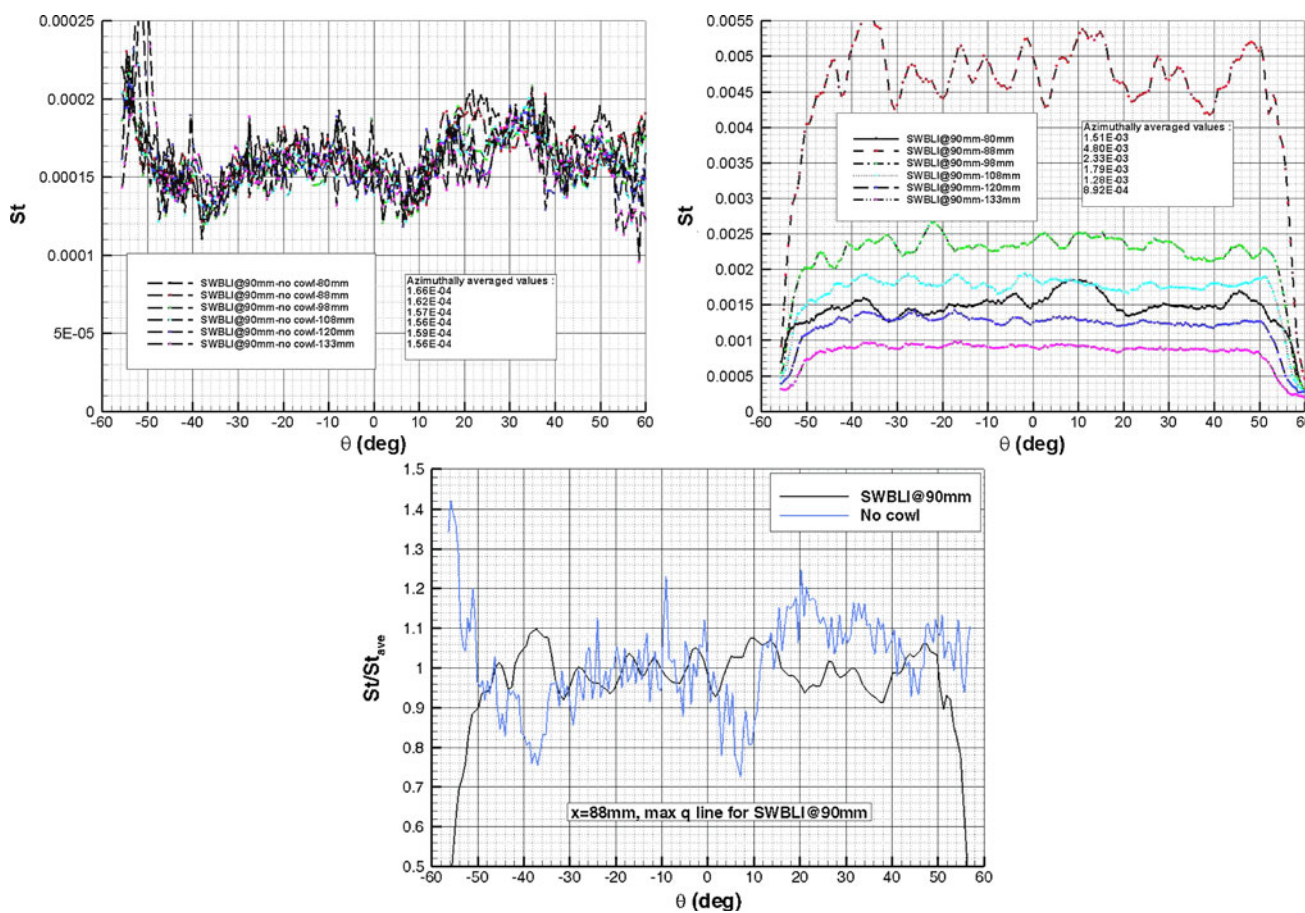 0.00025
0.0002
0.00015
0.0001
5E-05
0
St
-60 -50 -40 -30 -20 -10 0 10 20 30 40 50 60
θ (deg)
SWBLI@90mm-no cowl-80mm
SWBLI@90mm-no cowl-88mm
SWBLI@90mm-no cowl-98mm
SWBLI@90mm-no cowl-108mm
SWBLI@90mm-no cowl-120mm
SWBLI@90mm-no cowl-133mm
Azimuthally averaged values :
1.66E-04
1.62E-04
1.57E-04
1.56E-04
1.59E-04
1.56E-04
0.0055
0.005
0.0045
0.004
0.0035
0.003
0.0025
0.002
0.0015
0.001
0.0005
0
St
-60 -50 -40 -30 -20 -10 0 10 20 30 40 50 60
θ (deg)
SWBLI@90mm-80mm
SWBLI@90mm-88mm
SWBLI@90mm-98mm
SWBLI@90mm-108mm
SWBLI@90mm-120mm
SWBLI@90mm-133mm
Azimuthally averaged values :
1.51E-03
4.80E-03
2.33E-03
1.79E-03
1.28E-03
8.92E-04
1.5
1.4
1.3
1.2
1.1
1
0.9
0.8
0.7
0.6
0.5
St/Stave
SWBLI@90mm
No cowl
x=88mm, max q line for SWBLI@90mm
-60 -50 -40 -30 -20 -10 0 10 20 30 40 50 60
θ (deg)